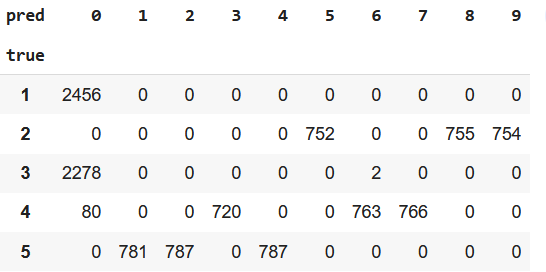 pred 0 1 2 3 4 5 6 7 8 9
true
1 2456 0 0 0 0 0 0 0 0 0
2 0 0 0 0 0 752 0 0 755 754
3 2278 0 0 0 0 0 2 0 0 0
4 80 0 0 720 0 0 763 766 0 0
5 0 781 787 0 787 0 0 0 0 0